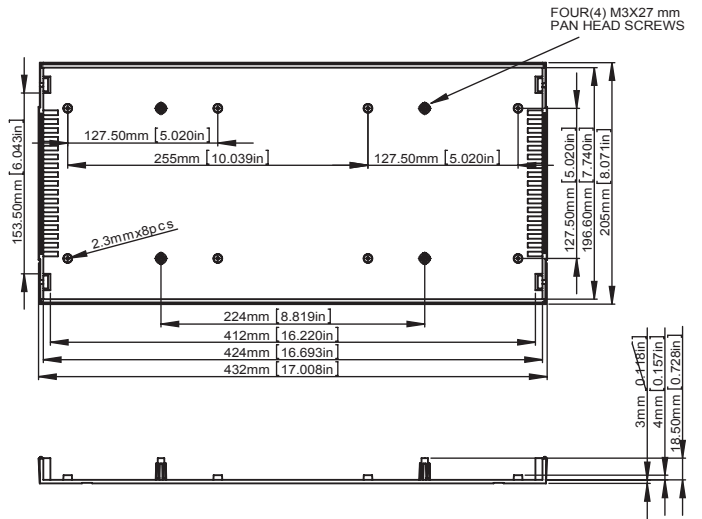 FOUR(4) M3X27 mm
PAN HEAD SCREWS
127.50mm [5.020in]
255mm [10.039in]
127.50mm [5.020in]
153.50mm [6.043in]
127.50mm [5.020in]
196.60mm [7.740in]
205mm [8.071in]
2.3mmx8pcs
224mm [8.819in]
412mm [16.220in]
424mm [16.693in]
432mm [17.008in]
3mm [0.118in]
4mm [0.157in]
18.50mm [0.728in]